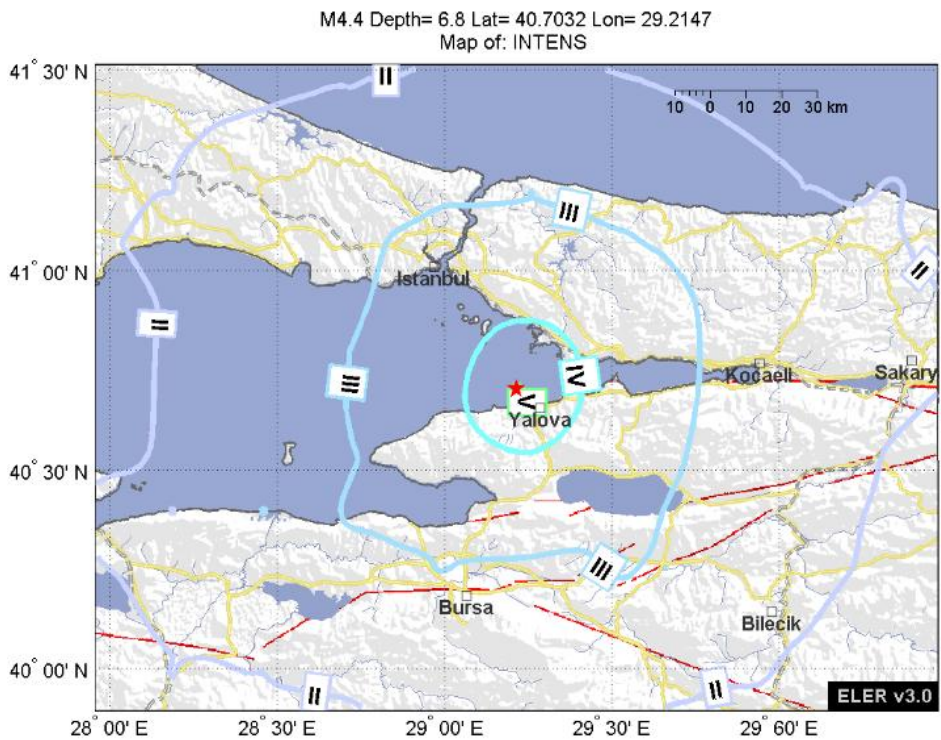 M4.4 Depth= 6.8 Lat= 40.7032 Lon= 29.2147
Map of: INTENS
41° 30' N
II
10 0 10 20 30 km
III
41° 00' N
Istanbul
II
II
III
IV
Kocaeli
Sakary
V
Yalova
40° 30' N
III
Bursa
Bilecik
40° 00' N
II
II
ELER v3.0
28° 00' E
28° 30' E
29° 00' E
29° 30' E
29° 60' E